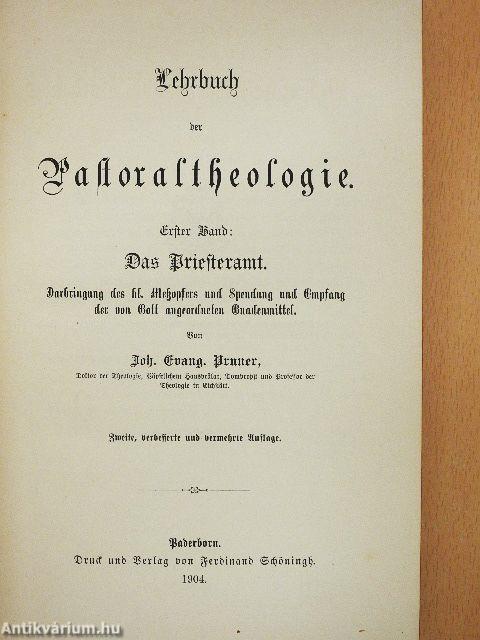 Lehrbuch
der
Pastoraltheologie.
Erster Band:
Das Priesteramt.
Darbringung des hl. Meßopfers und Spendung und Empfang
der von Gott angeordneten Gnadenmittel.
Von
Joh. Evang. Pruner,
Doktor der Theologie, Päpstlichem Hausprälat, Dompropst und Professor der
Theologie in Eichstätt.
Zweite, verbesserte und vermehrte Auflage.
Paderborn.
Druck und Verlag von Ferdinand Schöningh.
1904.
Antikvárium.hu